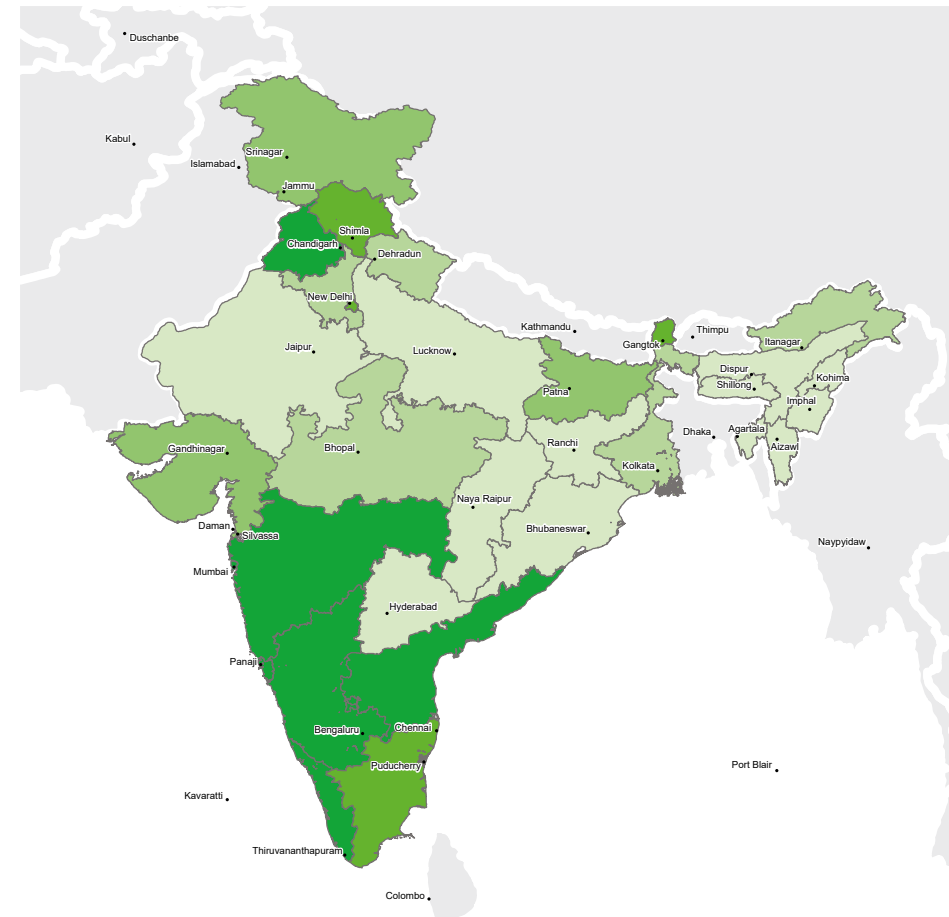 Duschanbe
Kabul
Islamabad
Srinagar
Jammu
Shimla
Chandigarh
Dehradun
New Delhi
Kathmandu
Thimpu
Gangtok
Itanagar
Jaipur
Lucknow
Dispur
Kohima
Shillong
Patna
Imphal
Agartala
Dhaka
Ranchi
Aizawl
Gandhinagar
Bhopal
Kolkata
Naya Raipur
Daman
Silvassa
Bhubaneswar
Naypyidaw
Mumbai
Hyderabad
Panaji
Bengaluru
Chennai
Puducherry
Port Blair
Kavaratti
Thiruvananthapuram
Colombo